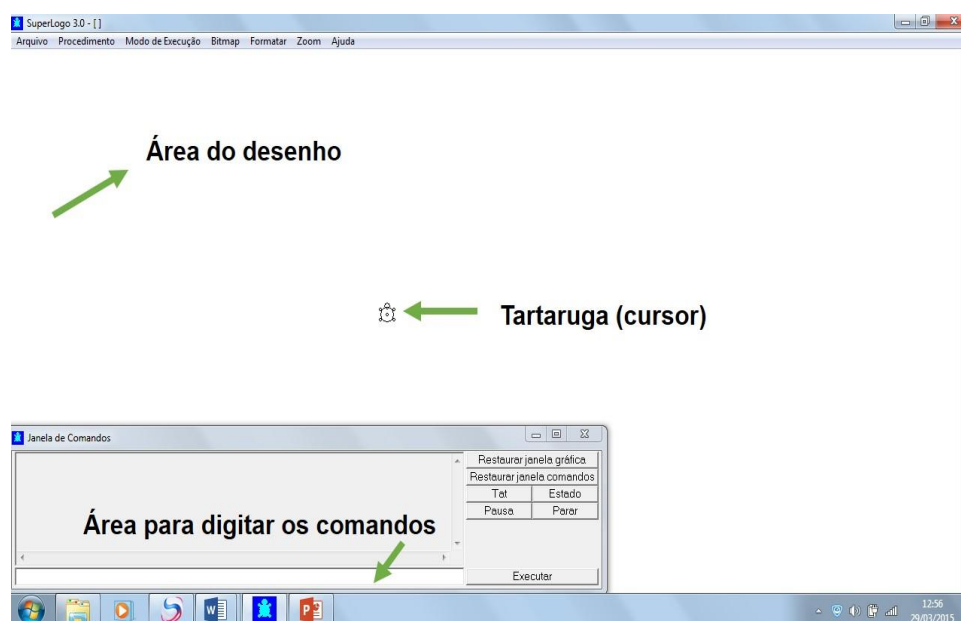 SuperLogo 3.0 - [ ]
Arquivo Procedimento Modo de Execução Bitmap Formatar Zoom Ajuda
Área do desenho
Tartaruga (cursor)
Janela de Comandos
Restaurar janela gráfica
Restaurar janela comandos
Tat Estado
Pausa Parar
Área para digitar os comandos
Executar
12:56
29/03/2015